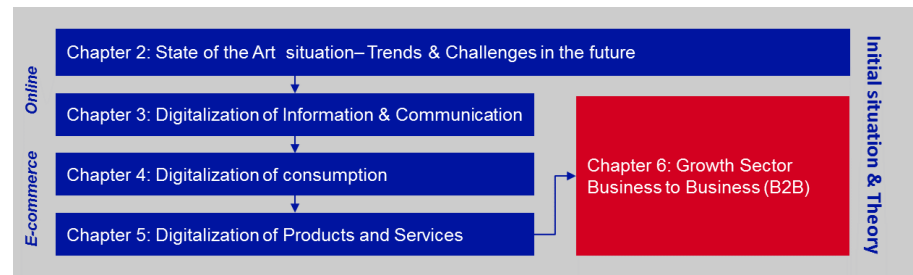 Online
E-commerce
Chapter 2: State of the Art situation– Trends & Challenges in the future
Chapter 3: Digitalization of Information & Communication
Chapter 4: Digitalization of consumption
Chapter 5: Digitalization of Products and Services
Chapter 6: Growth Sector
Business to Business (B2B)
Initial situation & Theory